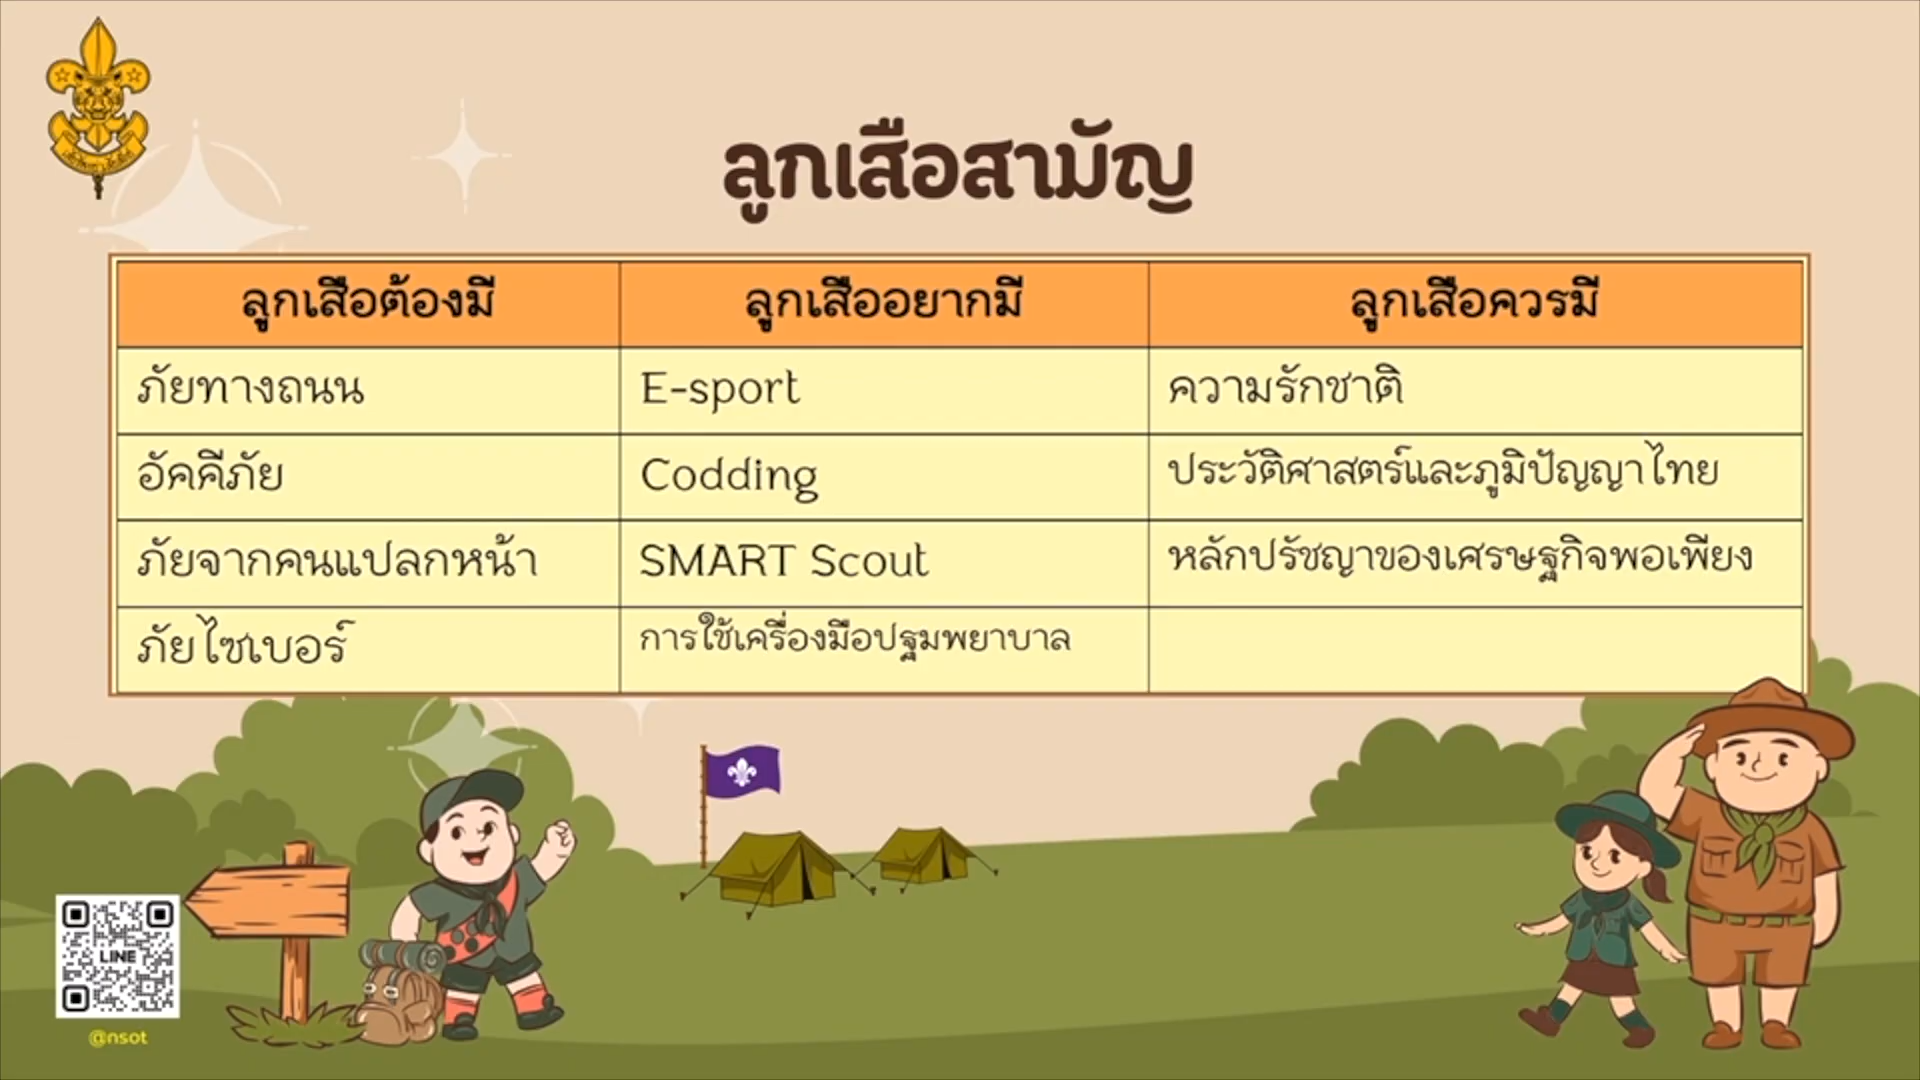 ลูกเสือสามัญ
ลูกเสือต้องมี ลูกเสืออยากมี ลูกเสือควรมี
ภัยทางถนน E-sport ความรักชาติ
อัคคีภัย Codding ประวัติศาสตร์และภูมิปัญญาไทย
ภัยจากคนแปลกหน้า SMART Scout หลักปรัชญาของเศรษฐกิจพอเพียง
ภัยไซเบอร์ การใช้เครื่องมือปฐมพยาบาล
LINE
@nsot